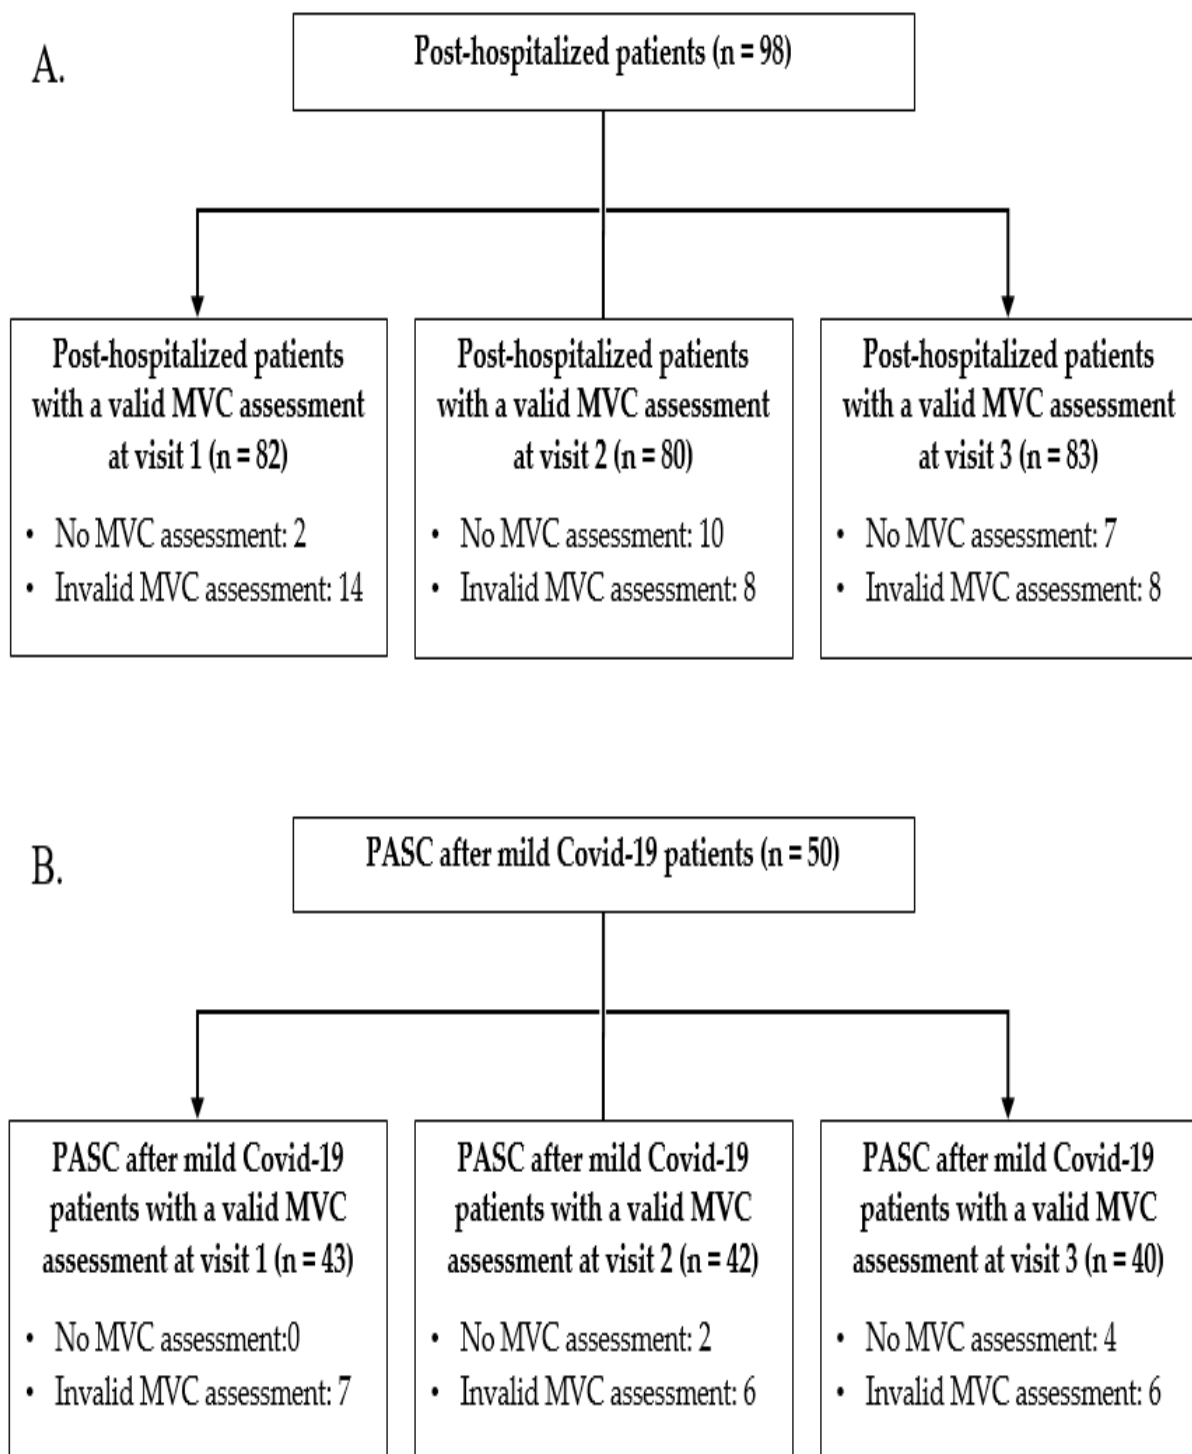 A.
Post-hospitalized patients (n = 98)
Post-hospitalized patients
with a valid MVC assessment
at visit 1 (n = 82)
• No MVC assessment: 2
• Invalid MVC assessment: 14
Post-hospitalized patients
with a valid MVC assessment
at visit 2 (n = 80)
• No MVC assessment: 10
• Invalid MVC assessment: 8
Post-hospitalized patients
with a valid MVC assessment
at visit 3 (n = 83)
• No MVC assessment: 7
• Invalid MVC assessment: 8
B.
PASC after mild Covid-19 patients (n = 50)
PASC after mild Covid-19
patients with a valid MVC
assessment at visit 1 (n = 43)
• No MVC assessment:0
• Invalid MVC assessment: 7
PASC after mild Covid-19
patients with a valid MVC
assessment at visit 2 (n = 42)
• No MVC assessment: 2
• Invalid MVC assessment: 6
PASC after mild Covid-19
patients with a valid MVC
assessment at visit 3 (n = 40)
• No MVC assessment: 4
• Invalid MVC assessment: 6